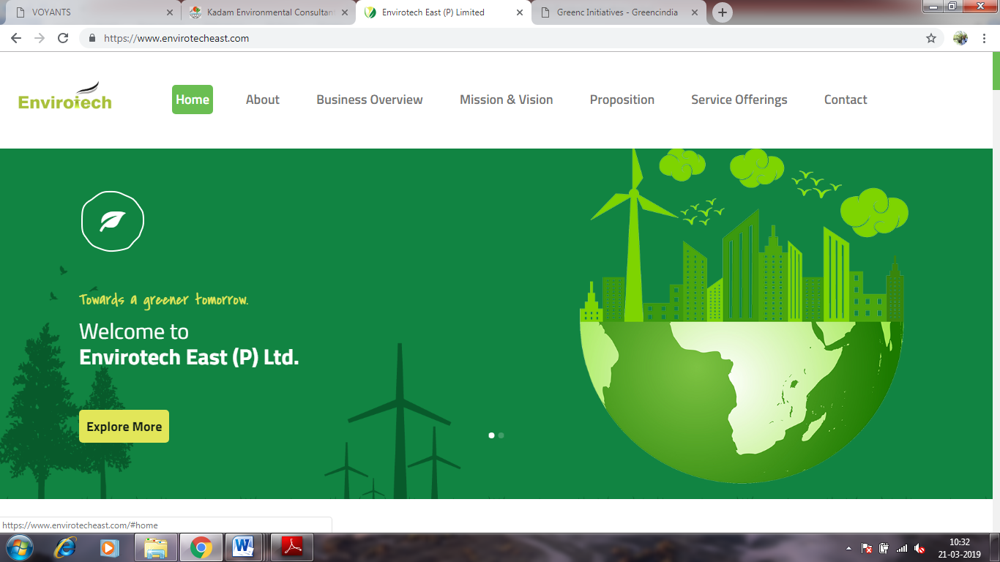 VOYANTS
Kadam Environmental Consultan
Envirotech East (P) Limited
Greenc Initiatives - Greencindia
https://www.envirotecheast.com
Envirotech
Home
About
Business Overview
Mission & Vision
Proposition
Service Offerings
Contact
Towards a greener tomorrow.
Welcome to
Envirotech East (P) Ltd.
Explore More
https://www.envirotecheast.com/#home
10:32
21-03-2019